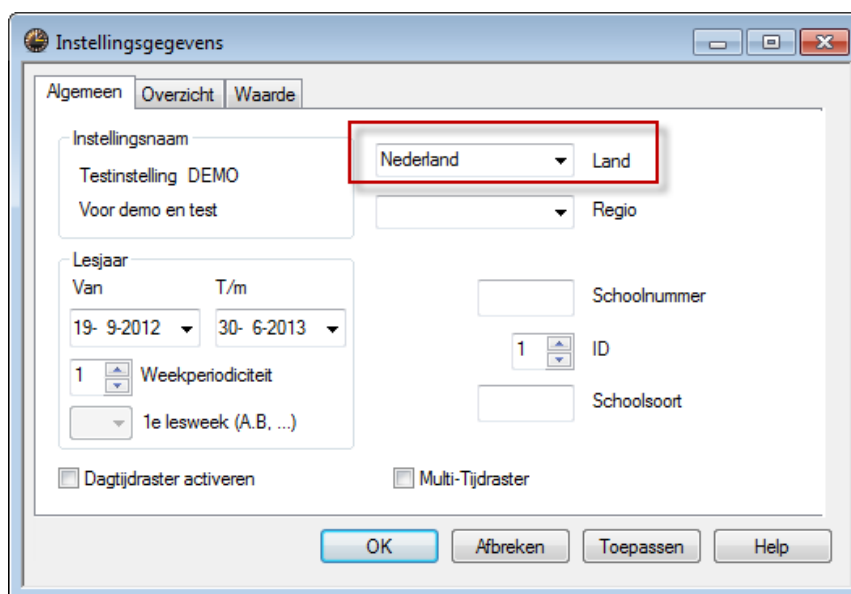 Instellingsgegevens
Algemeen Overzicht Waarde
Instellingsnaam
Testinstelling DEMO
Voor demo en test
Nederland Land
Regio
Lesjaar
Van T/m
19- 9-2012 30- 6-2013
1 Weekperiodiciteit
1e lesweek (A.B, ...)
Schoolnummer
1 ID
Schoolsoort
Dagtijdraster activeren Multi-Tijdraster
OK Afbreken Toepassen Help